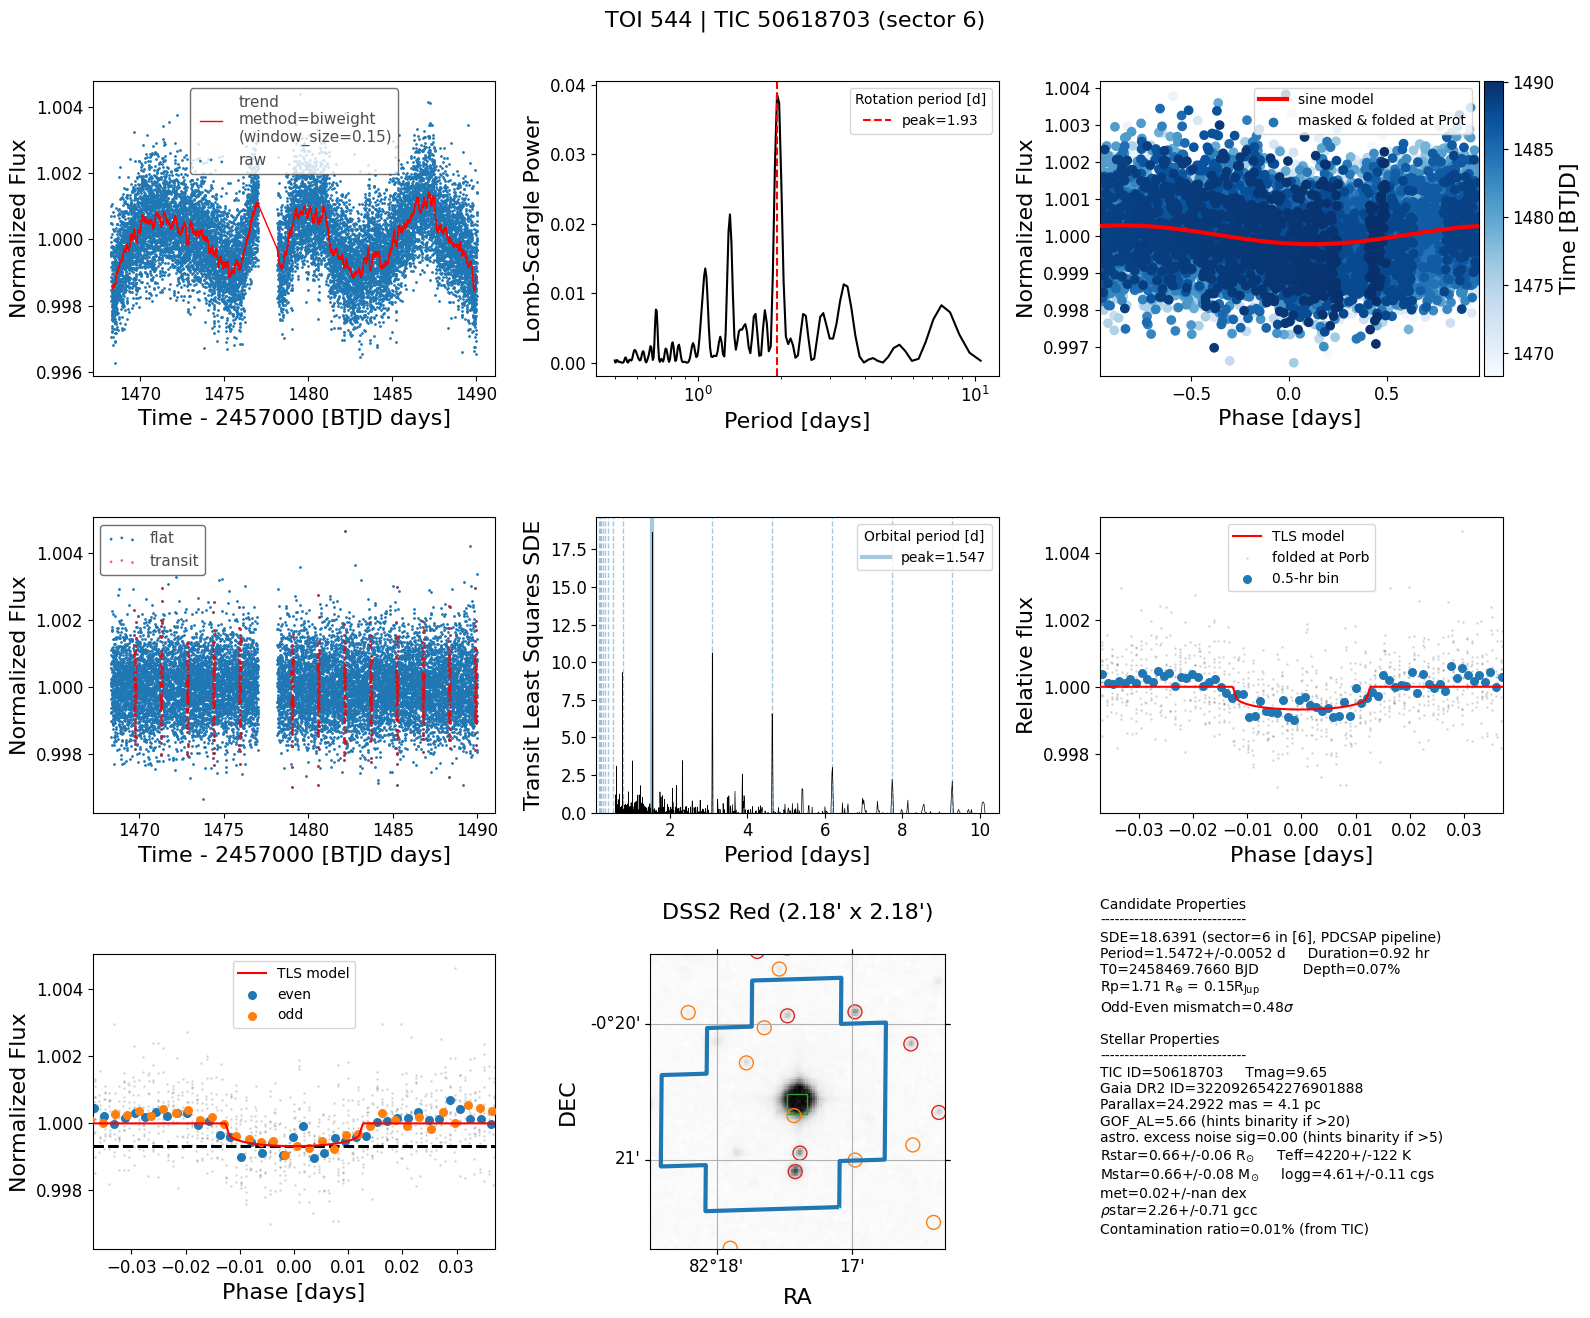 TOI 544 | TIC 50618703 (sector 6)
1.004
1.002
1.000
0.998
0.996
Normalized Flux
trend
method=biweight
(window_size=0.15)
raw
1470 1475 1480 1485 1490
Time - 2457000 [BTJD days]
0.04
0.03
0.02
0.01
0.00
Lomb-Scargle Power
Rotation period [d]
peak=1.93
10^0 10^1
Period [days]
1.004
1.003
1.002
1.001
1.000
0.999
0.998
0.997
Normalized Flux
sine model
masked & folded at Prot
−0.5 0.0 0.5
Phase [days]
1490
1485
1480
1475
1470
Time [BTJD]
1.004
1.002
1.000
0.998
Normalized Flux
flat
transit
1470 1475 1480 1485 1490
Time - 2457000 [BTJD days]
17.5
15.0
12.5
10.0
7.5
5.0
2.5
0.0
Transit Least Squares SDE
Orbital period [d]
peak=1.547
2 4 6 8 10
Period [days]
1.004
1.002
1.000
0.998
Relative flux
TLS model
folded at Porb
0.5-hr bin
−0.03 −0.02 −0.01 0.00 0.01 0.02 0.03
Phase [days]
1.004
1.002
1.000
0.998
Normalized Flux
TLS model
even
odd
−0.03 −0.02 −0.01 0.00 0.01 0.02 0.03
Phase [days]
DSS2 Red (2.18' x 2.18')
-0°20'
21'
DEC
82°18' 17'
RA
Candidate Properties
------------------------------
SDE=18.6391 (sector=6 in [6], PDCSAP pipeline)
Period=1.5472+/-0.0052 d Duration=0.92 hr
T0=2458469.7660 BJD Depth=0.07%
Rp=1.71 R⊕ = 0.15RJup
Odd-Even mismatch=0.48σ
Stellar Properties
------------------------------
TIC ID=50618703 Tmag=9.65
Gaia DR2 ID=3220926542276901888
Parallax=24.2922 mas = 4.1 pc
GOF_AL=5.66 (hints binarity if >20)
astro. excess noise sig=0.00 (hints binarity if >5)
Rstar=0.66+/-0.06 R⊙ Teff=4220+/-122 K
Mstar=0.66+/-0.08 M⊙ logg=4.61+/-0.11 cgs
met=0.02+/-nan dex
ρstar=2.26+/-0.71 gcc
Contamination ratio=0.01% (from TIC)